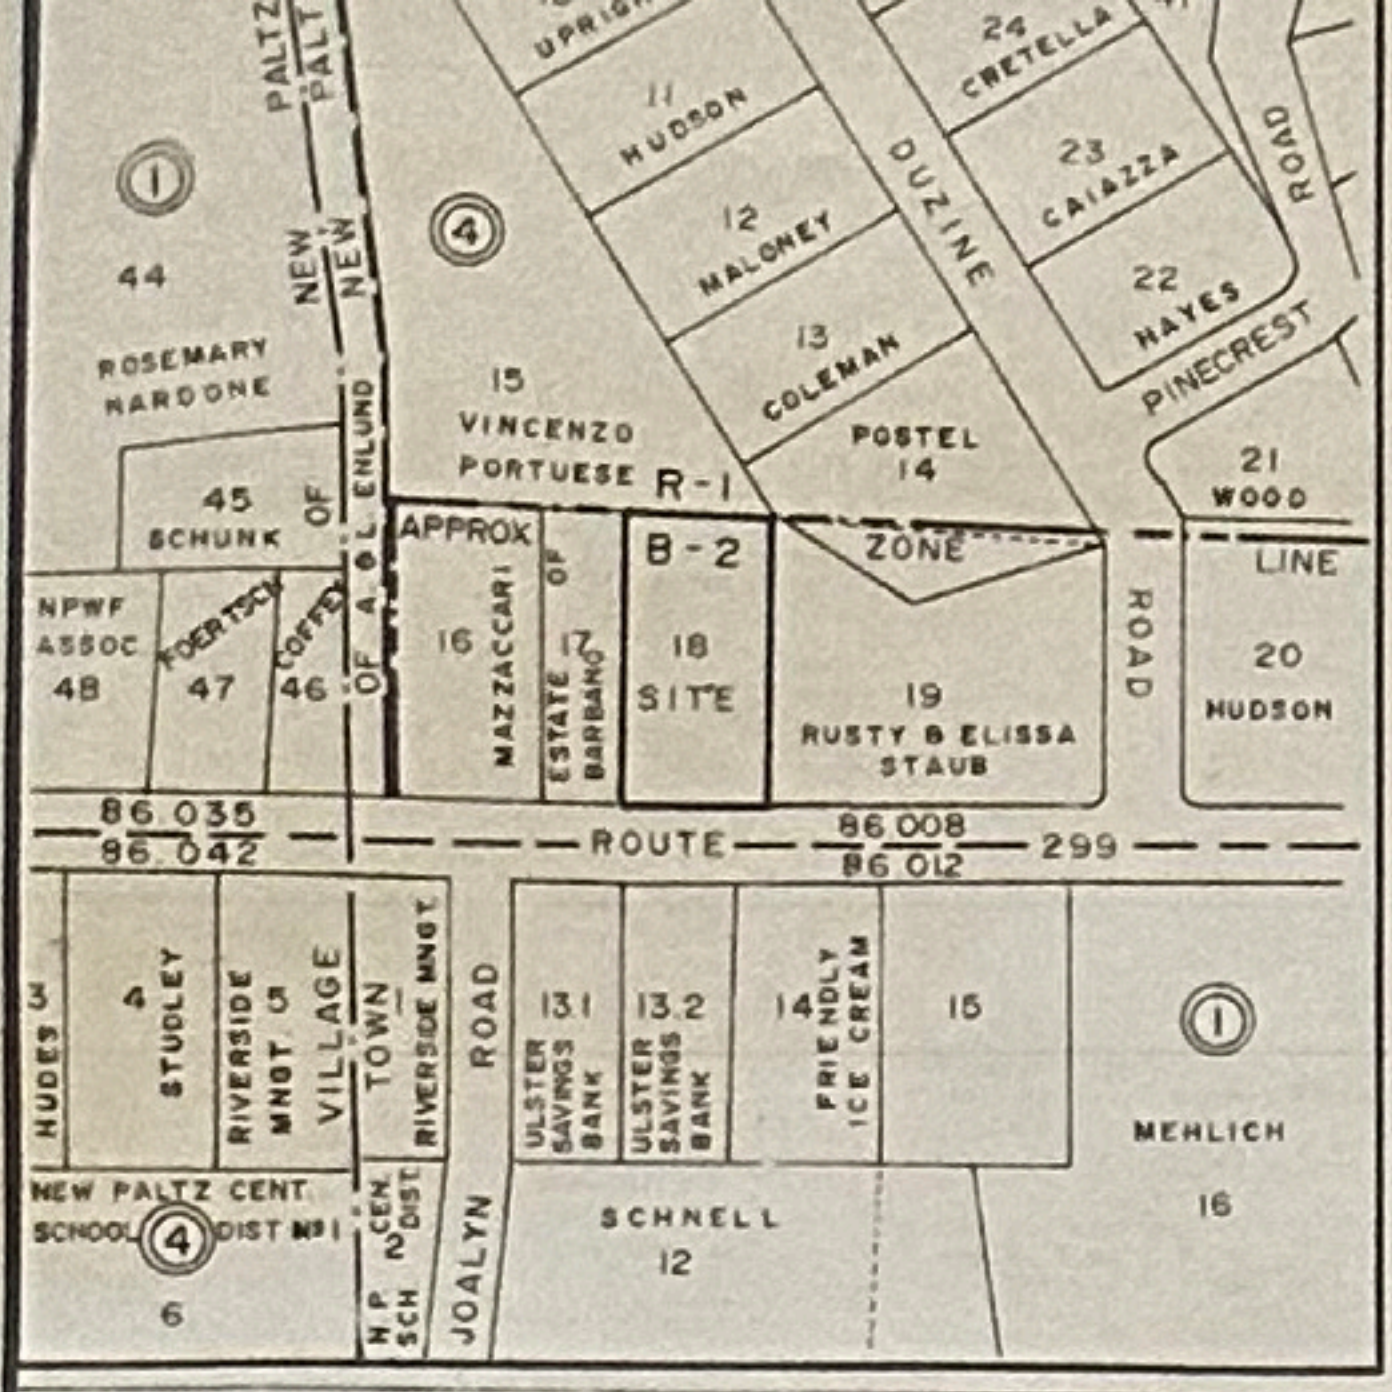 PALTZ
PALT
UPRIGH
24
CRETELLA
11
HUDSON
ROAD
1
DUZINE
23
CAIAZZA
4
12
MALONEY
NEW
NEW
44
22
HAYES
ROSEMARY
NARDONE
13
COLEMAN
PINECREST
15
VINCENZO
PORTUESE
R-1
POSTEL
14
21
WOOD
45
SCHUNK
OF
OF A & L ENLUND
APPROX
B-2
ZONE
LINE
NPWF
ASSOC
48
FOERTSCH
47
COFFEY
46
16
MAZZACCARI
17
ESTATE OF
BARBANO
18
SITE
19
RUSTY & ELISSA
STAUB
ROAD
20
HUDSON
86.035
86.042
ROUTE
86.008
86.012
299
3
HUDES
4
STUDLEY
RIVERSIDE
MNGT. 5
VILLAGE
TOWN
1
RIVERSIDE MNGT.
JOALYN ROAD
13.1
ULSTER
SAVINGS
BANK
13.2
ULSTER
SAVINGS
BANK
14
FRIENDLY
ICE CREAM
15
1
MEHLICH
16
NEW PALTZ CENT.
SCHOOL DIST Nº 1
4
6
N.P. CEN.
SCH DIST.
2
SCHNELL
12